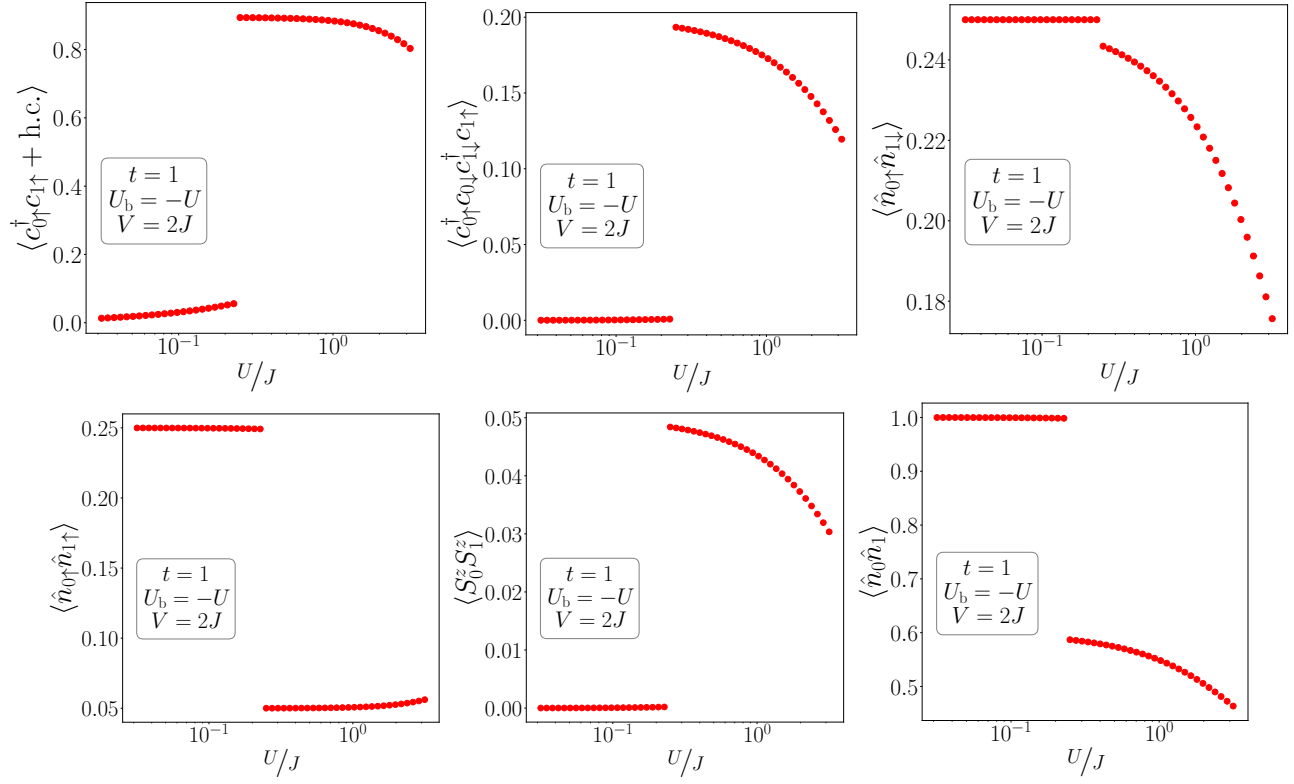 ⟨c†0↑c1↑ + h.c.⟩
0.8
0.6
0.4
0.2
0.0
t = 1
Ub = −U
V = 2J
10⁻¹
10⁰
U/J
⟨c†0↑c0↓c†1↓c1↑⟩
0.20
0.15
0.10
0.05
0.00
t = 1
Ub = −U
V = 2J
10⁻¹
10⁰
U/J
⟨n̂0↑n̂1↓⟩
0.24
0.22
0.20
0.18
t = 1
Ub = −U
V = 2J
10⁻¹
10⁰
U/J
⟨n̂0↑n̂1↑⟩
0.25
0.20
0.15
0.10
0.05
t = 1
Ub = −U
V = 2J
10⁻¹
10⁰
U/J
⟨Sz0Sz1⟩
0.05
0.04
0.03
0.02
0.01
0.00
t = 1
Ub = −U
V = 2J
10⁻¹
10⁰
U/J
⟨n̂0n̂1⟩
1.0
0.9
0.8
0.7
0.6
0.5
t = 1
Ub = −U
V = 2J
10⁻¹
10⁰
U/J